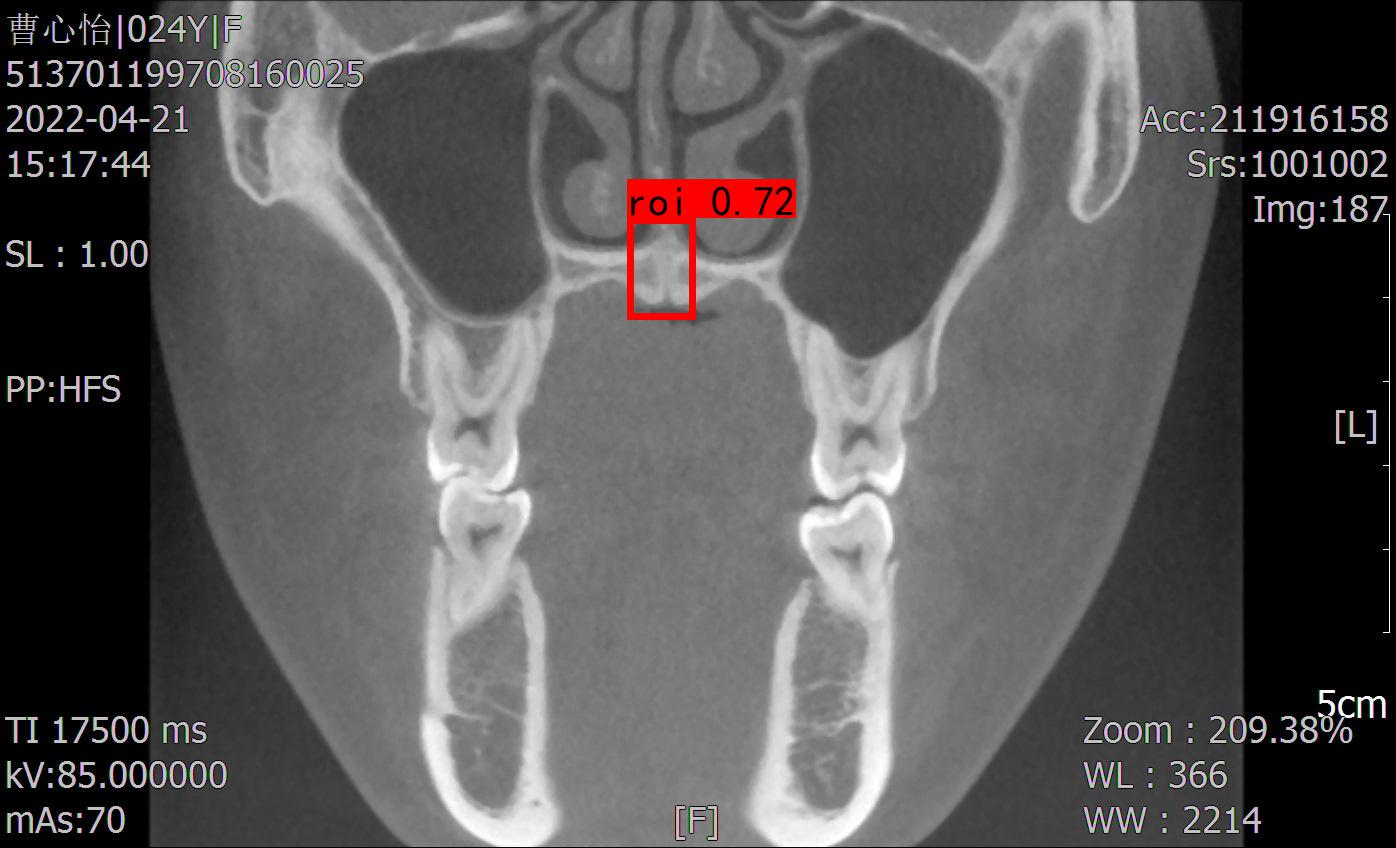 曹心怡|024Y|F
513701199708160025
2022-04-21
15:17:44
SL : 1.00
PP:HFS
TI 17500 ms
kV:85.000000
mAs:70
Acc:211916158
Srs:1001002
Img:187
roi 0.72
[L]
5cm
Zoom : 209.38%
WL : 366
WW : 2214
[F]